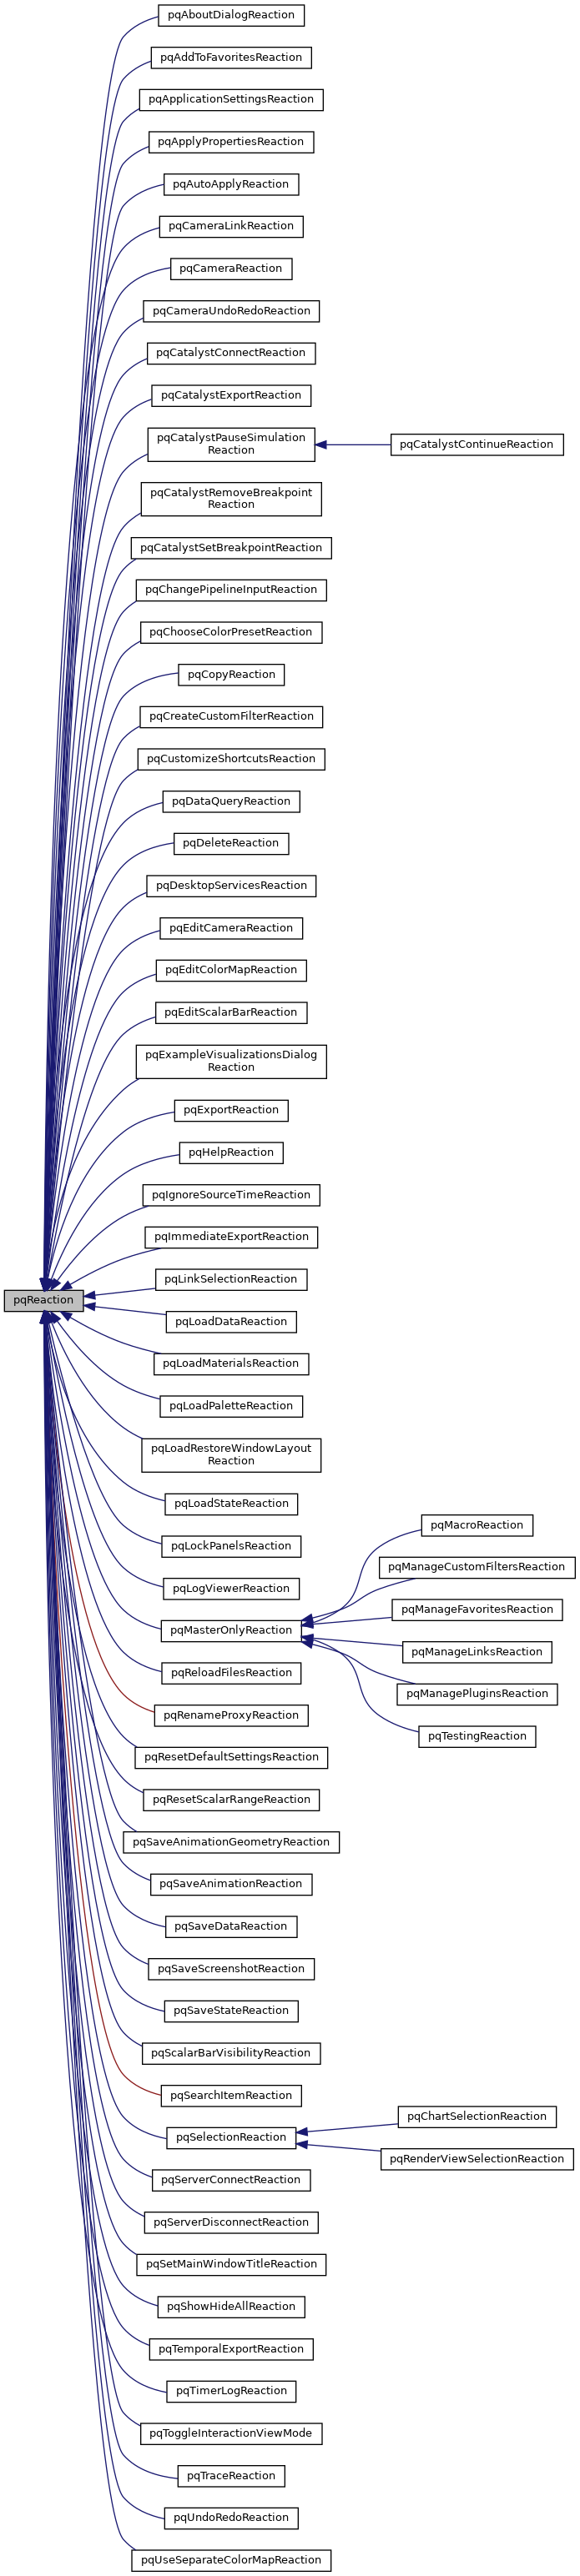 pqAboutDialogReaction
pqAddToFavoritesReaction
pqApplicationSettingsReaction
pqApplyPropertiesReaction
pqAutoApplyReaction
pqCameraLinkReaction
pqCameraReaction
pqCameraUndoRedoReaction
pqCatalystConnectReaction
pqCatalystExportReaction
pqCatalystPauseSimulation
Reaction
pqCatalystContinueReaction
pqCatalystRemoveBreakpoint
Reaction
pqCatalystSetBreakpointReaction
pqChangePipelineInputReaction
pqChooseColorPresetReaction
pqCopyReaction
pqCreateCustomFilterReaction
pqCustomizeShortcutsReaction
pqDataQueryReaction
pqDeleteReaction
pqDesktopServicesReaction
pqEditCameraReaction
pqEditColorMapReaction
pqEditScalarBarReaction
pqExampleVisualizationsDialog
Reaction
pqExportReaction
pqHelpReaction
pqIgnoreSourceTimeReaction
pqImmediateExportReaction
pqLinkSelectionReaction
pqReaction
pqLoadDataReaction
pqLoadMaterialsReaction
pqLoadPaletteReaction
pqLoadRestoreWindowLayout
Reaction
pqLoadStateReaction
pqMacroReaction
pqLockPanelsReaction
pqManageCustomFiltersReaction
pqLogViewerReaction
pqManageFavoritesReaction
pqMasterOnlyReaction
pqManageLinksReaction
pqReloadFilesReaction
pqManagePluginsReaction
pqRenameProxyReaction
pqTestingReaction
pqResetDefaultSettingsReaction
pqResetScalarRangeReaction
pqSaveAnimationGeometryReaction
pqSaveAnimationReaction
pqSaveDataReaction
pqSaveScreenshotReaction
pqSaveStateReaction
pqScalarBarVisibilityReaction
pqSearchItemReaction
pqChartSelectionReaction
pqSelectionReaction
pqRenderViewSelectionReaction
pqServerConnectReaction
pqServerDisconnectReaction
pqSetMainWindowTitleReaction
pqShowHideAllReaction
pqTemporalExportReaction
pqTimerLogReaction
pqToggleInteractionViewMode
pqTraceReaction
pqUndoRedoReaction
pqUseSeparateColorMapReaction